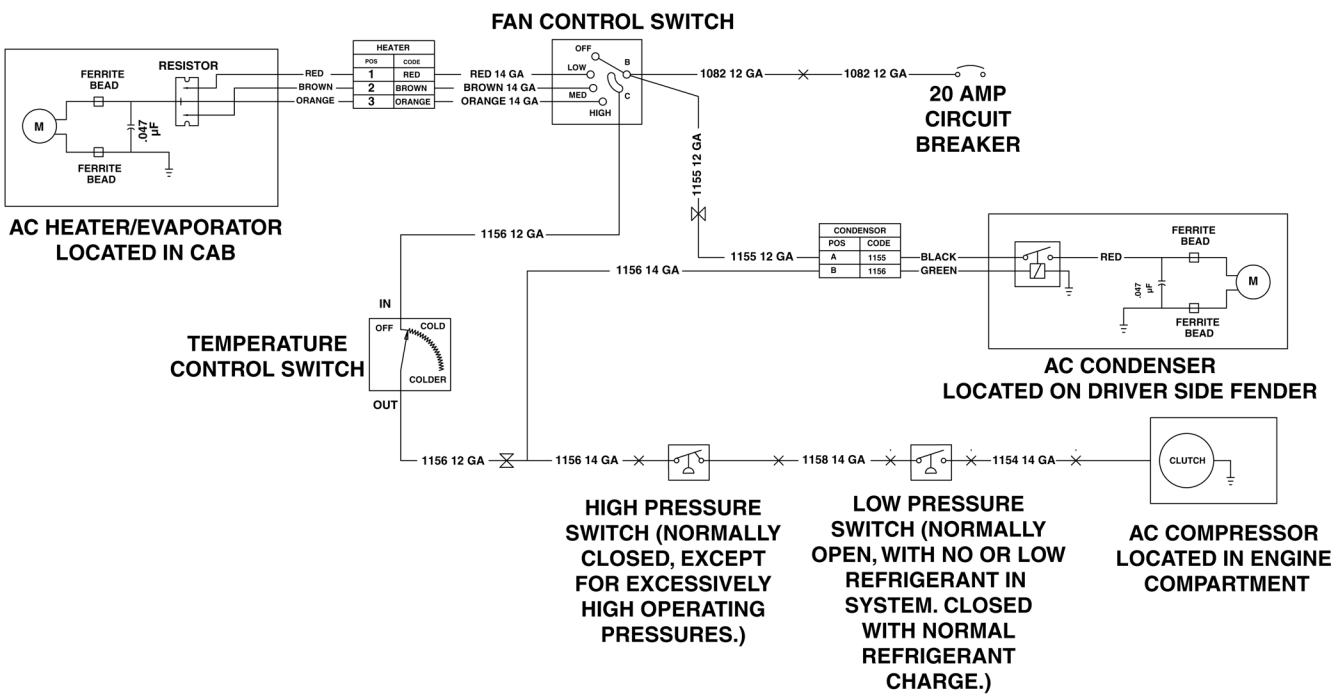 FAN CONTROL SWITCH
FERRITE
BEAD
RESISTOR
M
.047
µF
FERRITE
BEAD
AC HEATER/EVAPORATOR
LOCATED IN CAB
RED
BROWN
ORANGE
HEATER
POS CODE
1 RED
2 BROWN
3 ORANGE
RED 14 GA
BROWN 14 GA
ORANGE 14 GA
OFF
LOW
MED
HIGH
B
C
1082 12 GA
1082 12 GA
20 AMP
CIRCUIT
BREAKER
1155 12 GA
1156 12 GA
1155 12 GA
1156 14 GA
CONDENSOR
POS CODE
A 1155
B 1156
BLACK
GREEN
RED
FERRITE
BEAD
.047
µF
M
FERRITE
BEAD
AC CONDENSER
LOCATED ON DRIVER SIDE FENDER
IN
OFF
COLD
COLDER
TEMPERATURE
CONTROL SWITCH
OUT
1156 12 GA
1156 14 GA
1158 14 GA
1154 14 GA
CLUTCH
HIGH PRESSURE
SWITCH (NORMALLY
CLOSED, EXCEPT
FOR EXCESSIVELY
HIGH OPERATING
PRESSURES.)
LOW PRESSURE
SWITCH (NORMALLY
OPEN, WITH NO OR LOW
REFRIGERANT IN
SYSTEM. CLOSED
WITH NORMAL
REFRIGERANT
CHARGE.)
AC COMPRESSOR
LOCATED IN ENGINE
COMPARTMENT